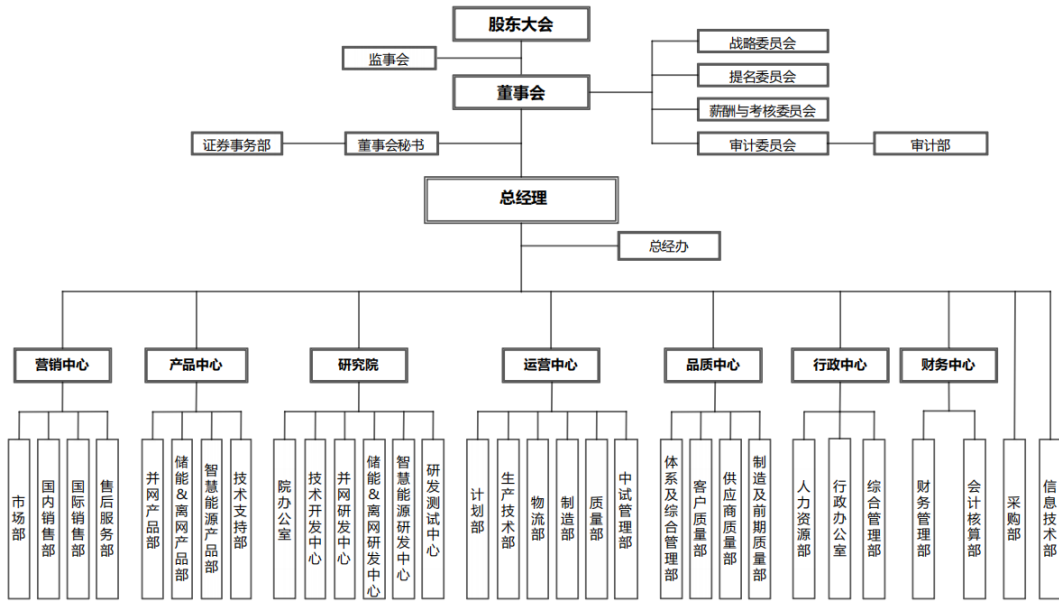 股东大会
监事会
战略委员会
提名委员会
董事会
薪酬与考核委员会
证券事务部
董事会秘书
审计委员会
审计部
总经理
总经办
营销中心
产品中心
研究院
运营中心
品质中心
行政中心
财务中心
市场部
国内销售部
国际销售部
售后服务部
并网产品部
储能&离网产品部
智慧能源产品部
技术支持部
院办公室
技术开发中心
并网研发中心
储能&离网研发中心
智慧能源研发中心
研发测试中心
计划部
生产技术部
物流部
制造部
质量部
中试管理部
体系及综合管理部
客户质量部
供应商质量部
制造及前期质量部
人力资源部
行政办公室
综合管理部
财务管理部
会计核算部
采购部
信息技术部